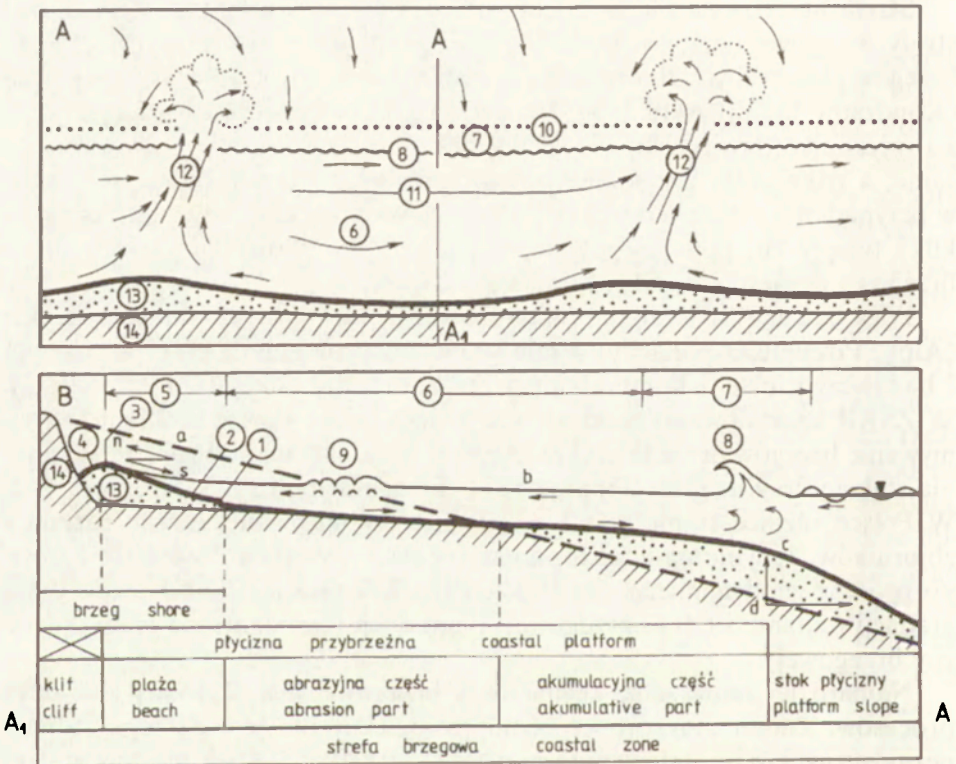 A
A
10
7
8
12
12
11
6
13
14
A₁
B
5
6
7
3
8
4
n
a
2
1
9
s
b
14
13
c
d
brzeg shore
płycizna przybrzeżna coastal platform
klif plaża abrazyjna część akumulacyjna część stok płycizny
cliff beach abrasion part akumulative part platform slope
A₁
A
strefa brzegowa coastal zone